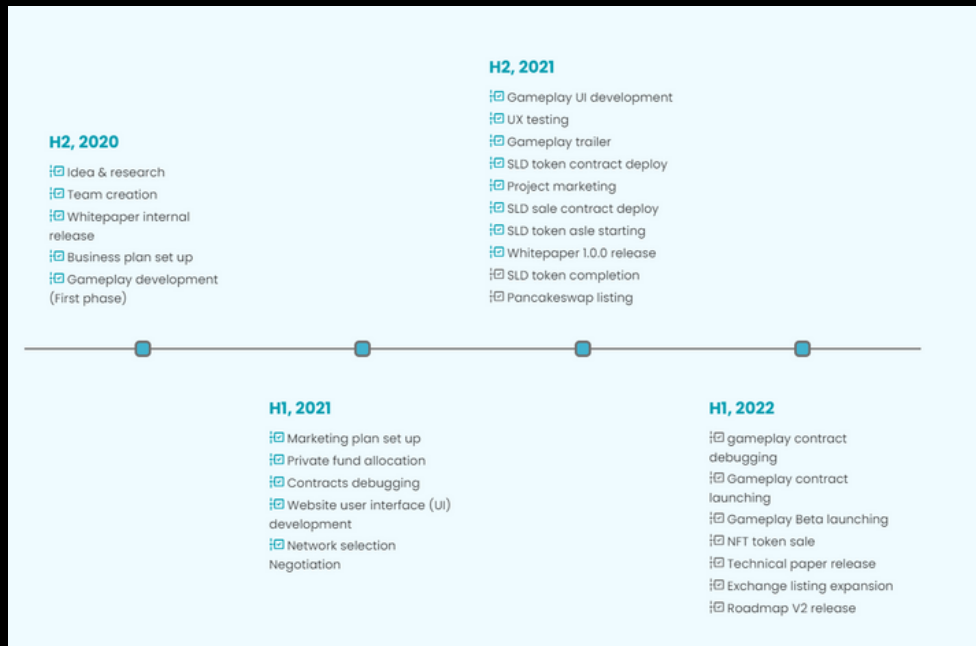 H2, 2020
Idea & research
Team creation
Whitepaper internal
release
Business plan set up
Gameplay development
(First phase)
H1, 2021
Marketing plan set up
Private fund allocation
Contracts debugging
Website user interface (UI)
development
Network selection
Negotiation
H2, 2021
Gameplay UI development
UX testing
Gameplay trailer
SLD token contract deploy
Project marketing
SLD sale contract deploy
SLD token asle starting
Whitepaper 1.0.0 release
SLD token completion
Pancakeswap listing
H1, 2022
gameplay contract
debugging
Gameplay contract
launching
Gameplay Beta launching
NFT token sale
Technical paper release
Exchange listing expansion
Roadmap V2 release